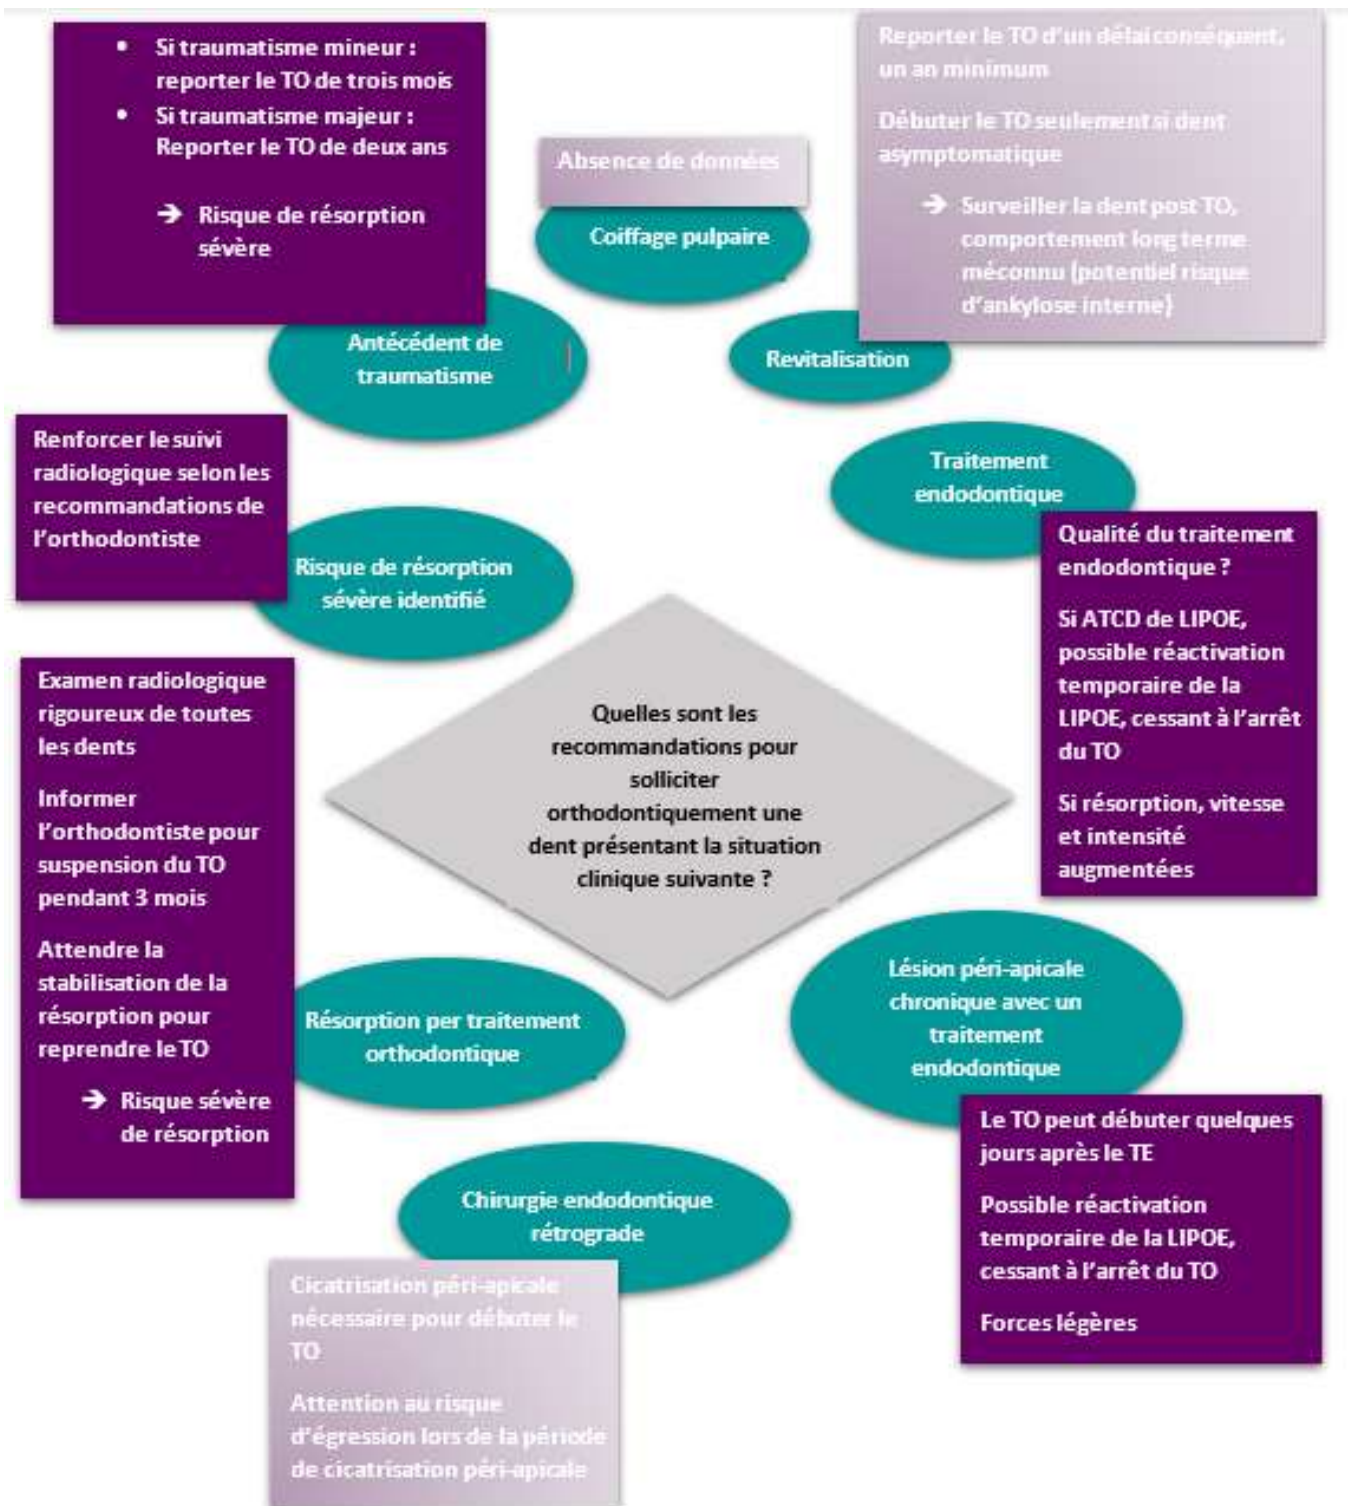 Si traumatisme mineur :
reporter le TO de trois mois
Si traumatisme majeur :
Reporter le TO de deux ans
➔ Risque de résorption
sévère
Antécédent de
traumatisme
Absence de données
Coiffage pulpaire
Reporter le TO d'un délai conséquent,
un an minimum
Débuter le TO seulement si dent
asymptomatique
➔ Surveiller la dent post TO,
comportement long terme
méconnu (potentiel risque
d'ankylose interne)
Revitalisation
Traitement
endodontique
Qualité du traitement
endodontique ?
Si ATCD de LIPOE,
possible réactivation
temporaire de la
LIPOE, cessant à l'arrêt
du TO
Si résorption, vitesse
et intensité
augmentées
Renforcer le suivi
radiologique selon les
recommandations de
l'orthodontiste
Risque de résorption
sévère identifié
Quelles sont les
recommandations pour
solliciter
orthodontiquement une
dent présentant la situation
clinique suivante ?
Examen radiologique
rigoureux de toutes
les dents
Informer
l'orthodontiste pour
suspension du TO
pendant 3 mois
Attendre la
stabilisation de la
résorption pour
reprendre le TO
➔ Risque sévère
de résorption
Résorption per traitement
orthodontique
Lésion péri-apicale
chronique avec un
traitement
endodontique
Le TO peut débuter quelques
jours après le TE
Possible réactivation
temporaire de la LIPOE,
cessant à l'arrêt du TO
Forces légères
Chirurgie endodontique
rétrograde
Cicatrisation péri-apicale
nécessaire pour débuter le
TO
Attention au risque
d'égression lors de la période
de cicatrisation péri-apicale